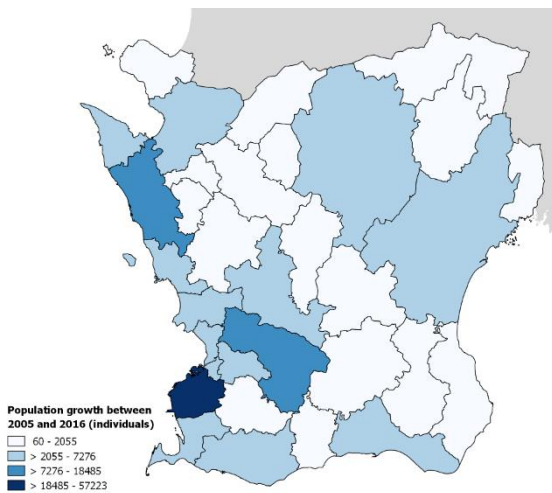 Population growth between
2005 and 2016 (individuals)
60 - 2055
> 2055 - 7276
> 7276 - 18485
> 18485 - 57223